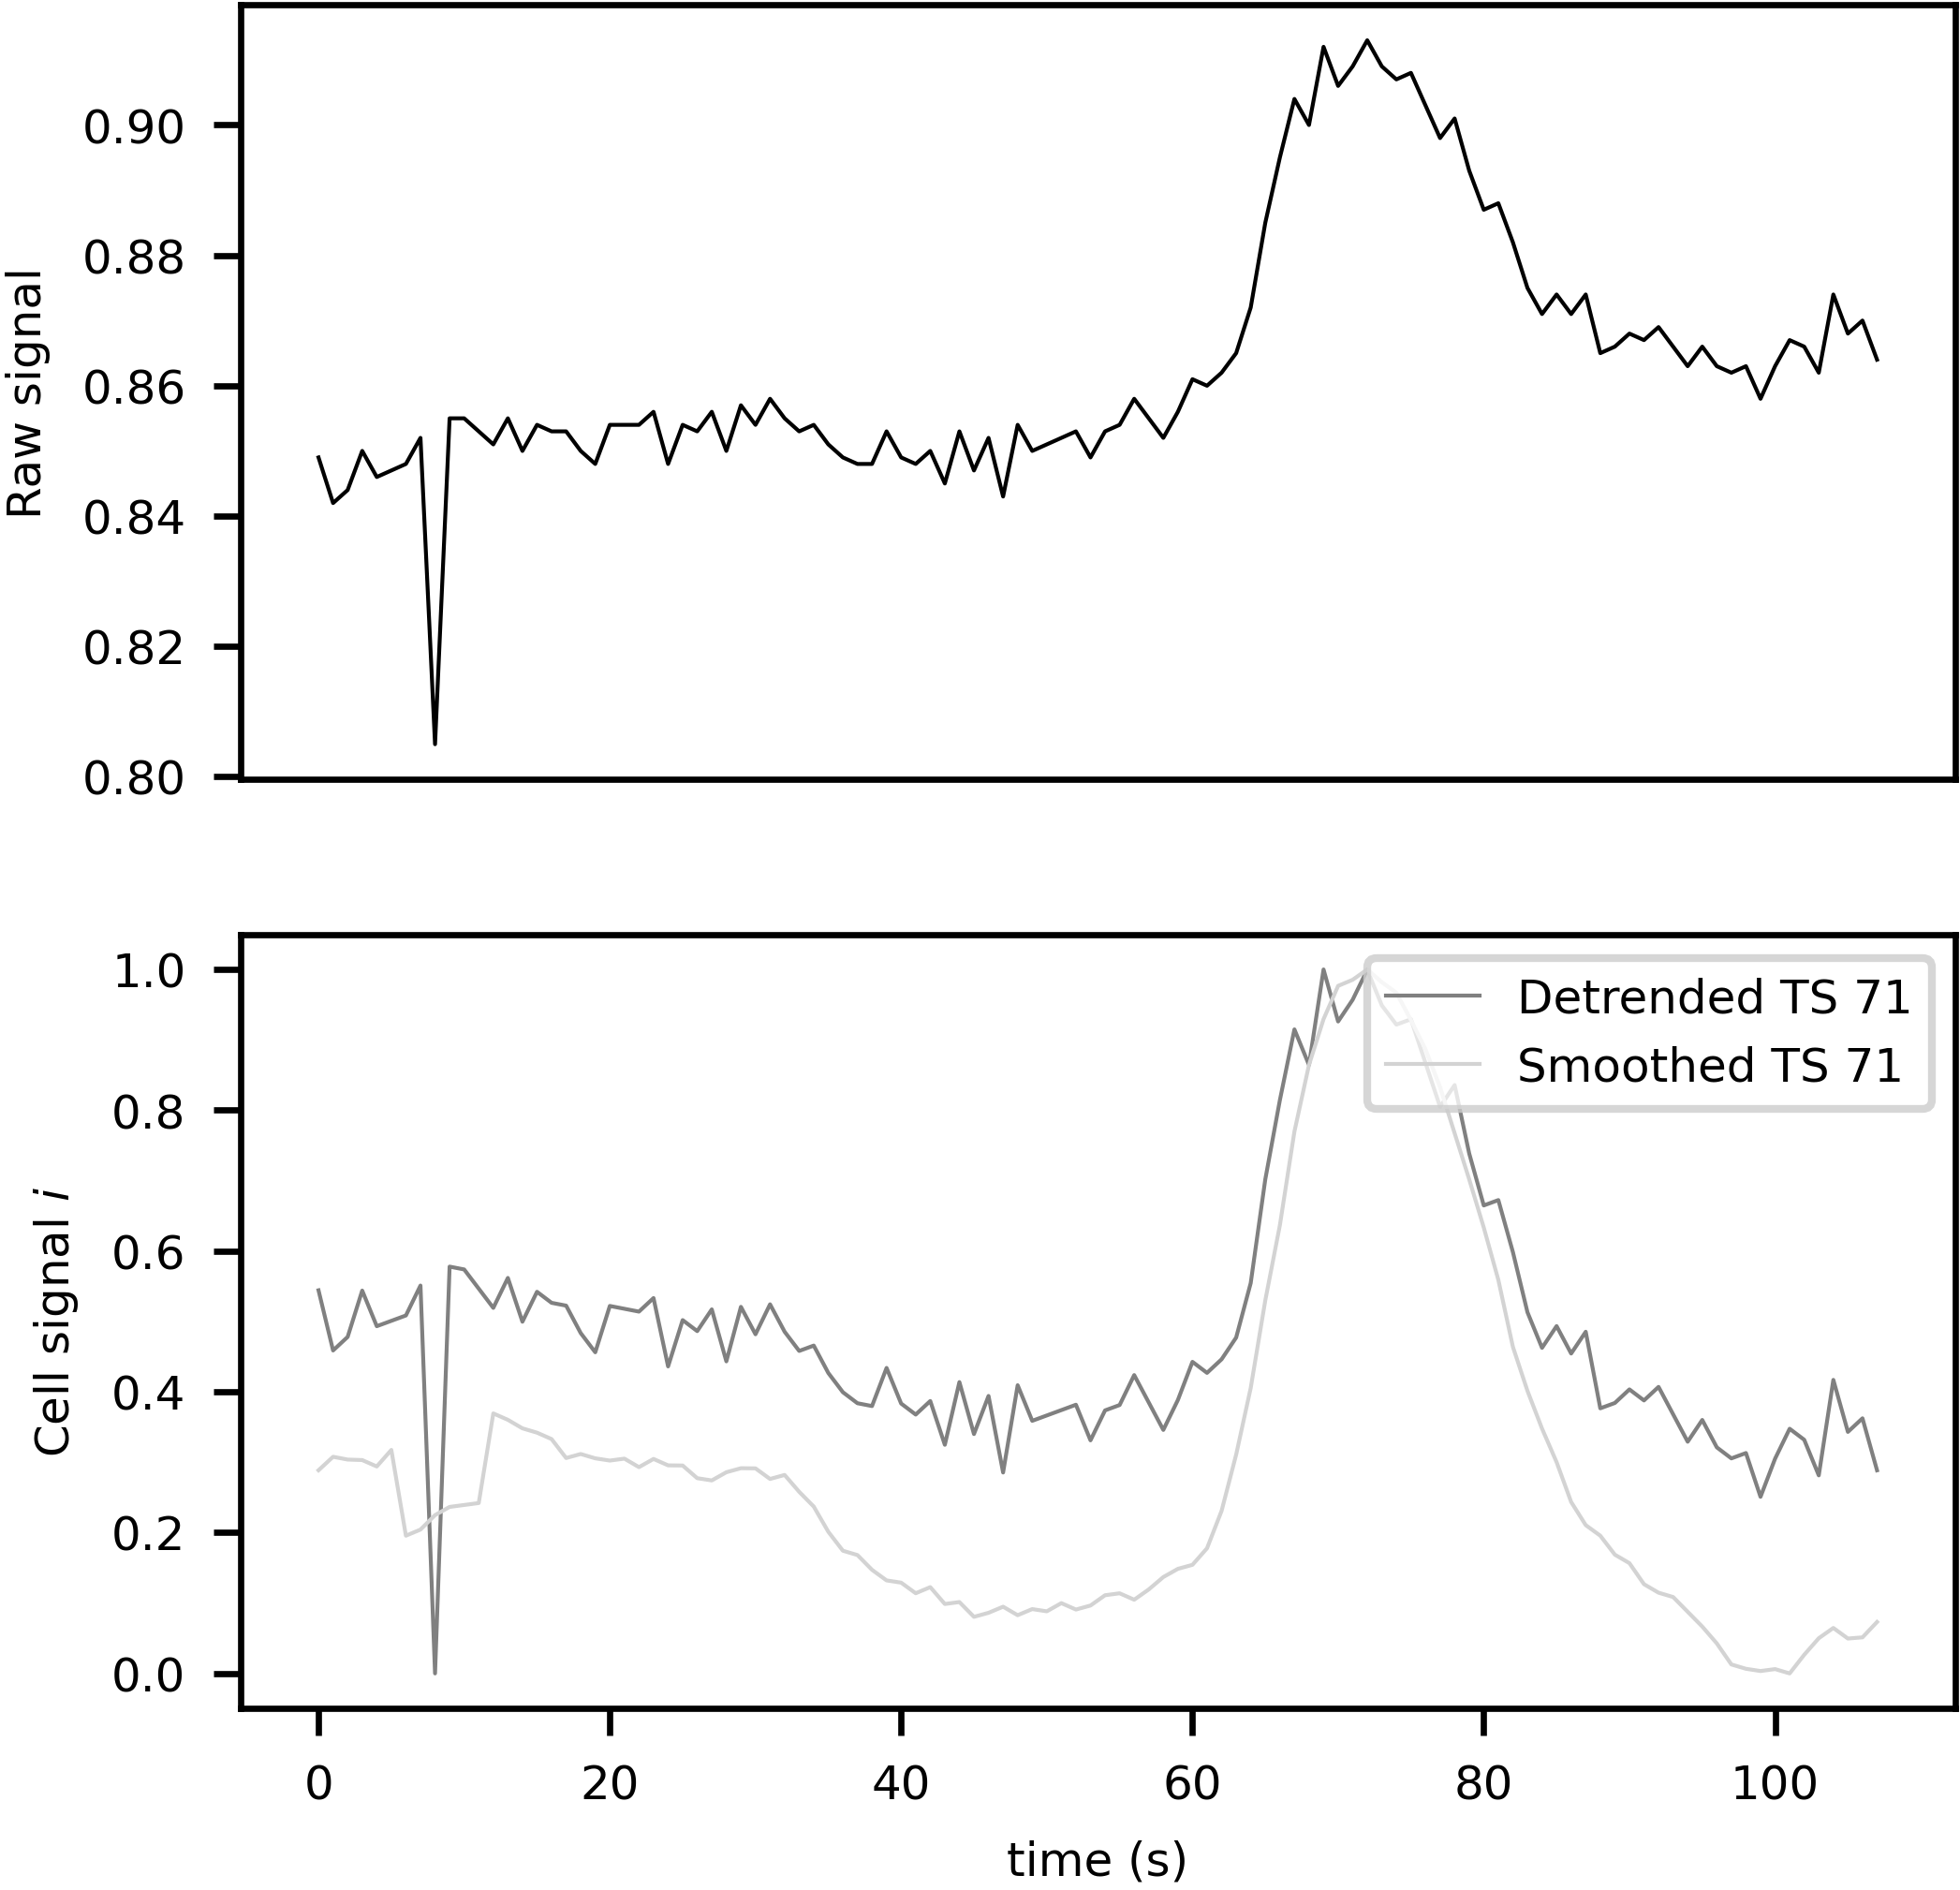 Raw signal
0.90
0.88
0.86
0.84
0.82
0.80
Cell signal i
1.0
0.8
0.6
0.4
0.2
0.0
Detrended TS 71
Smoothed TS 71
0 20 40 60 80 100
time (s)